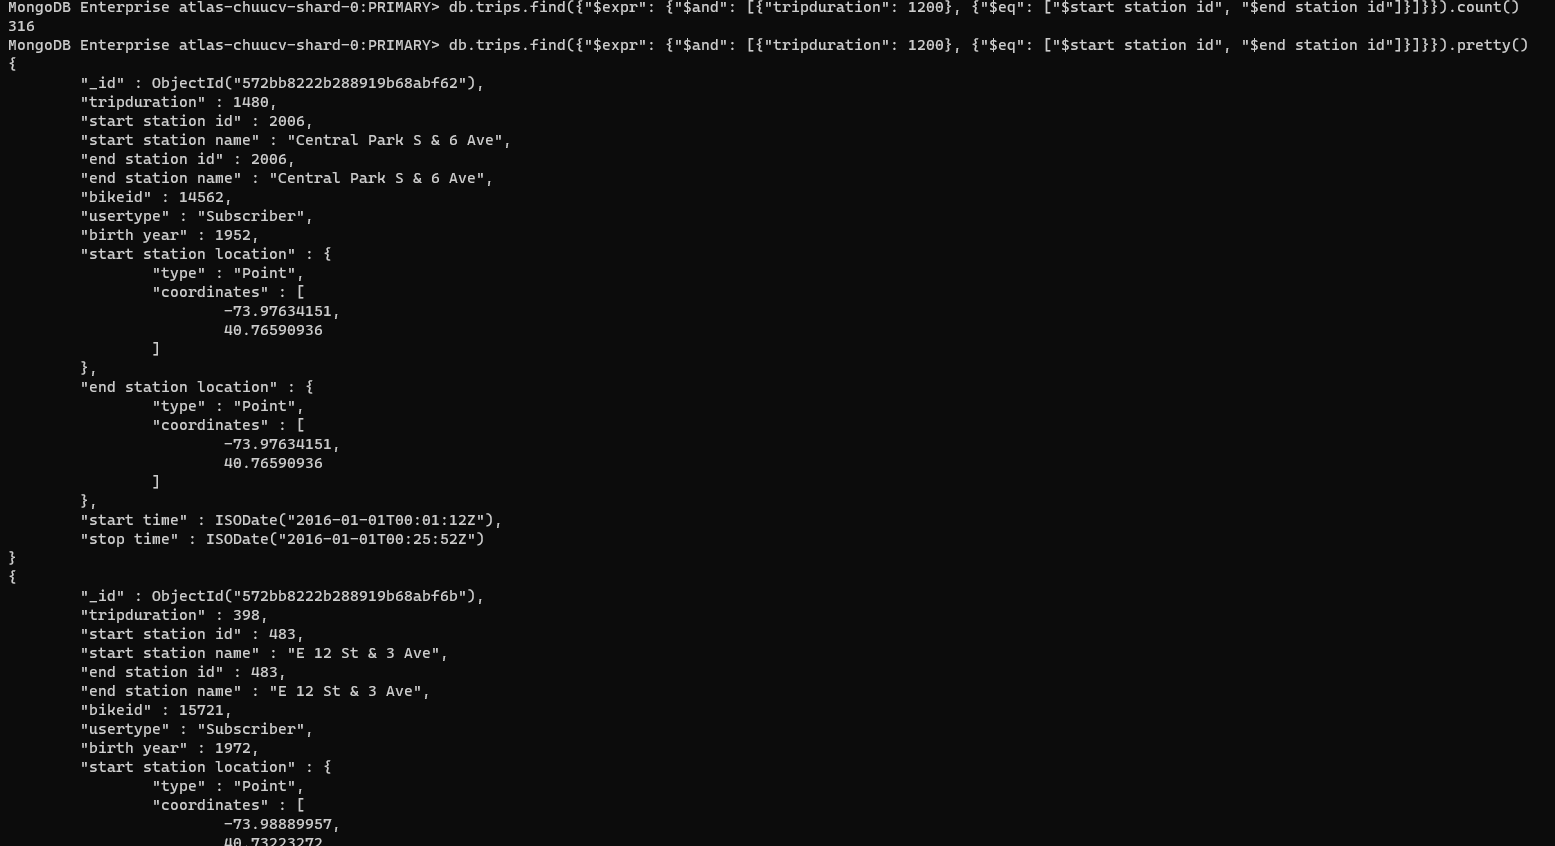 MongoDB Enterprise atlas-chuucv-shard-0:PRIMARY> db.trips.find({"$expr": {"$and": [{"tripduration": 1200}, {"$eq": ["$start station id", "$end station id"]}]}}).count()
316
MongoDB Enterprise atlas-chuucv-shard-0:PRIMARY> db.trips.find({"$expr": {"$and": [{"tripduration": 1200}, {"$eq": ["$start station id", "$end station id"]}]}}).pretty()
{
        "_id" : ObjectId("572bb8222b288919b68abf62"),
        "tripduration" : 1480,
        "start station id" : 2006,
        "start station name" : "Central Park S & 6 Ave",
        "end station id" : 2006,
        "end station name" : "Central Park S & 6 Ave",
        "bikeid" : 14562,
        "usertype" : "Subscriber",
        "birth year" : 1952,
        "start station location" : {
                "type" : "Point",
                "coordinates" : [
                        -73.97634151,
                        40.76590936
                ]
        },
        "end station location" : {
                "type" : "Point",
                "coordinates" : [
                        -73.97634151,
                        40.76590936
                ]
        },
        "start time" : ISODate("2016-01-01T00:01:12Z"),
        "stop time" : ISODate("2016-01-01T00:25:52Z")
}
{
        "_id" : ObjectId("572bb8222b288919b68abf6b"),
        "tripduration" : 398,
        "start station id" : 483,
        "start station name" : "E 12 St & 3 Ave",
        "end station id" : 483,
        "end station name" : "E 12 St & 3 Ave",
        "bikeid" : 15721,
        "usertype" : "Subscriber",
        "birth year" : 1972,
        "start station location" : {
                "type" : "Point",
                "coordinates" : [
                        -73.98889957,
                        40.73223272